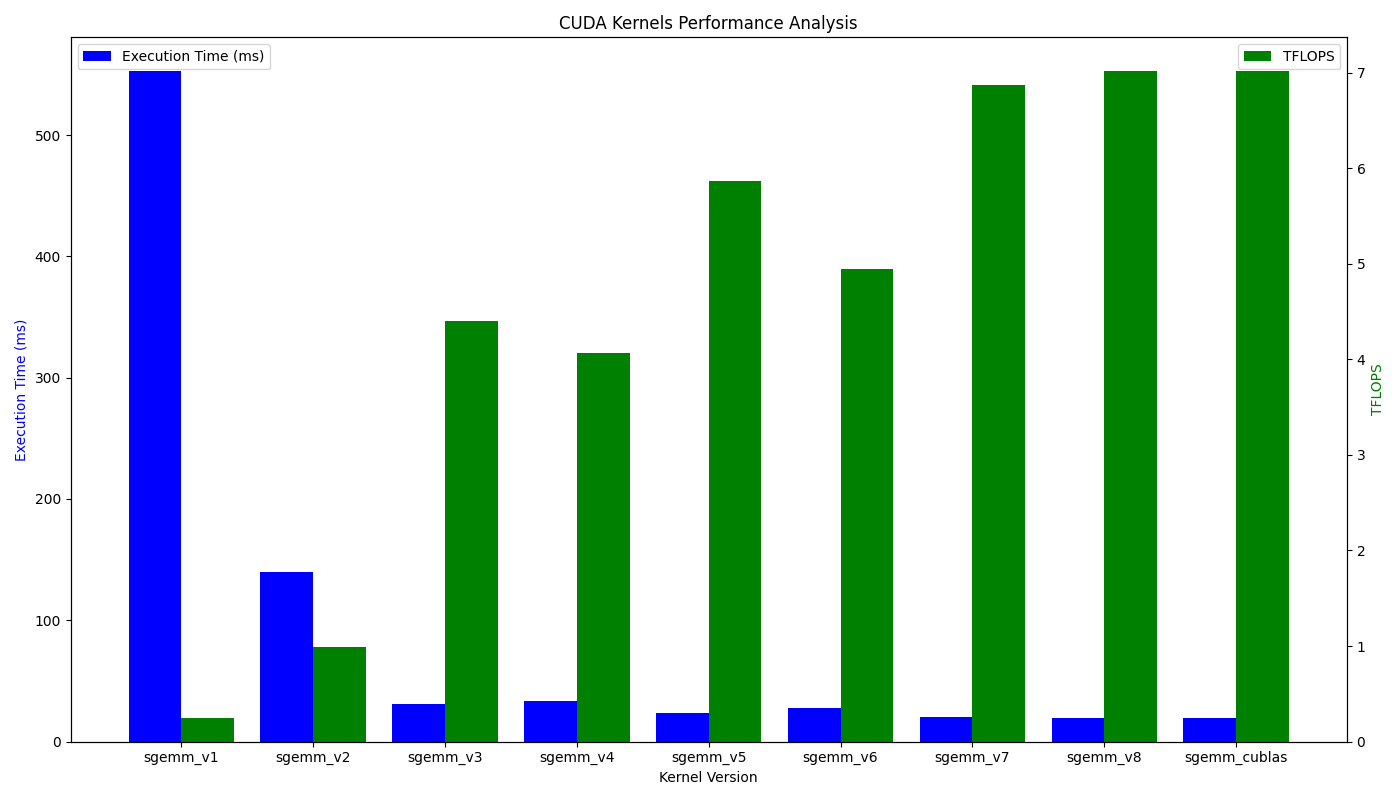 CUDA Kernels Performance Analysis
Execution Time (ms)
TFLOPS
Execution Time (ms)
500
400
300
200
100
0
7
6
5
4
3
2
1
0
TFLOPS
sgemm_v1 sgemm_v2 sgemm_v3 sgemm_v4 sgemm_v5 sgemm_v6 sgemm_v7 sgemm_v8 sgemm_cublas
Kernel Version